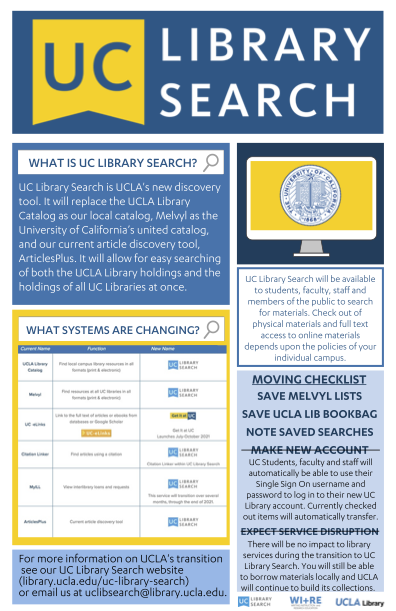 UC LIBRARY
SEARCH
WHAT IS UC LIBRARY SEARCH?
UC Library Search is UCLA's new discovery
tool. It will replace the UCLA Library
Catalog as our local catalog, Melvyl as the
University of California's united catalog,
and our current article discovery tool,
ArticlesPlus. It will allow for easy searching
of both the UCLA Library holdings and the
holdings of all UC Libraries at once.
WHAT SYSTEMS ARE CHANGING?
Current Name Function New Name
UCLA Library
Catalog
Find local campus library resources in all
formats (print & electronic)
UC LIBRARY
SEARCH
Melvyl
Find resources at all UC libraries in all
formats (print & electronic)
UC LIBRARY
SEARCH
UC-eLinks
Link to the full text of articles or ebooks from
databases or Google Scholar
UC-eLinks
Get it at UC
Get it at UC
Launches July 2021
Citation Linker
Find articles using a citation
UC LIBRARY
SEARCH
Citation Linker within UC Library Search
MyILL
View interlibrary loans and requests
UC LIBRARY
SEARCH
This service will transition over several
months, through the end of 2021.
ArticlesPlus
Current article discovery tool
UC LIBRARY
SEARCH
For more information on UCLA's transition
see our UC Library Search website
(library.ucla.edu/uc-library-search)
or email us at uclibsearch@library.ucla.edu.
THE UNIVERSITY OF CALIFORNIA
UC Library Search will be available
to students, faculty, staff and
members of the public to search
for materials. Check out of
physical materials and full text
access to online materials
depends upon the policies of your
individual campus.
MOVING CHECKLIST
SAVE MELVYL LISTS
SAVE UCLA LIB BOOKBAG
NOTE SAVED SEARCHES
MAKE NEW ACCOUNT
UC Students, faculty and staff will
automatically be able to use their
Single Sign On username and
password to log in to their new UC
Library account. Currently checked
out items will automatically transfer.
EXPECT SERVICE DISRUPTION
There will be no impact to library
services during the transition to UC
Library Search. You will still be able
to borrow materials locally and UCLA
will continue to build its collections.
UC LIBRARY
SEARCH
WI+RE
UCLA Library